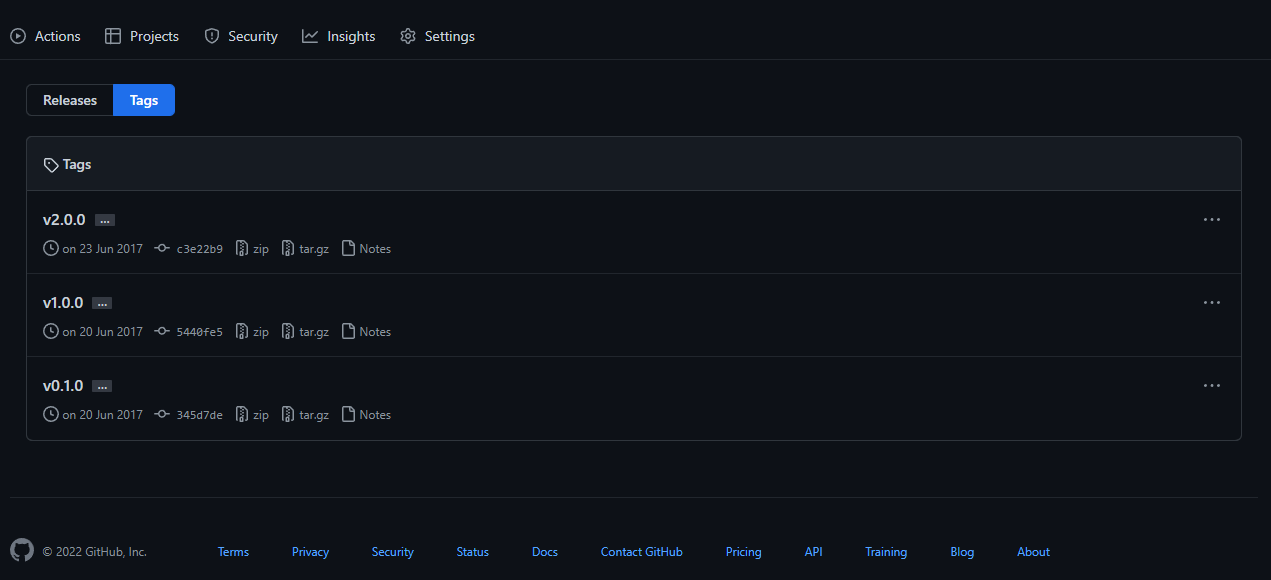 Actions Projects Security Insights Settings
Releases Tags
Tags
v2.0.0 ...
on 23 Jun 2017 c3e22b9 zip tar.gz Notes
v1.0.0 ...
on 20 Jun 2017 5440fe5 zip tar.gz Notes
v0.1.0 ...
on 20 Jun 2017 345d7de zip tar.gz Notes
© 2022 GitHub, Inc. Terms Privacy Security Status Docs Contact GitHub Pricing API Training Blog About